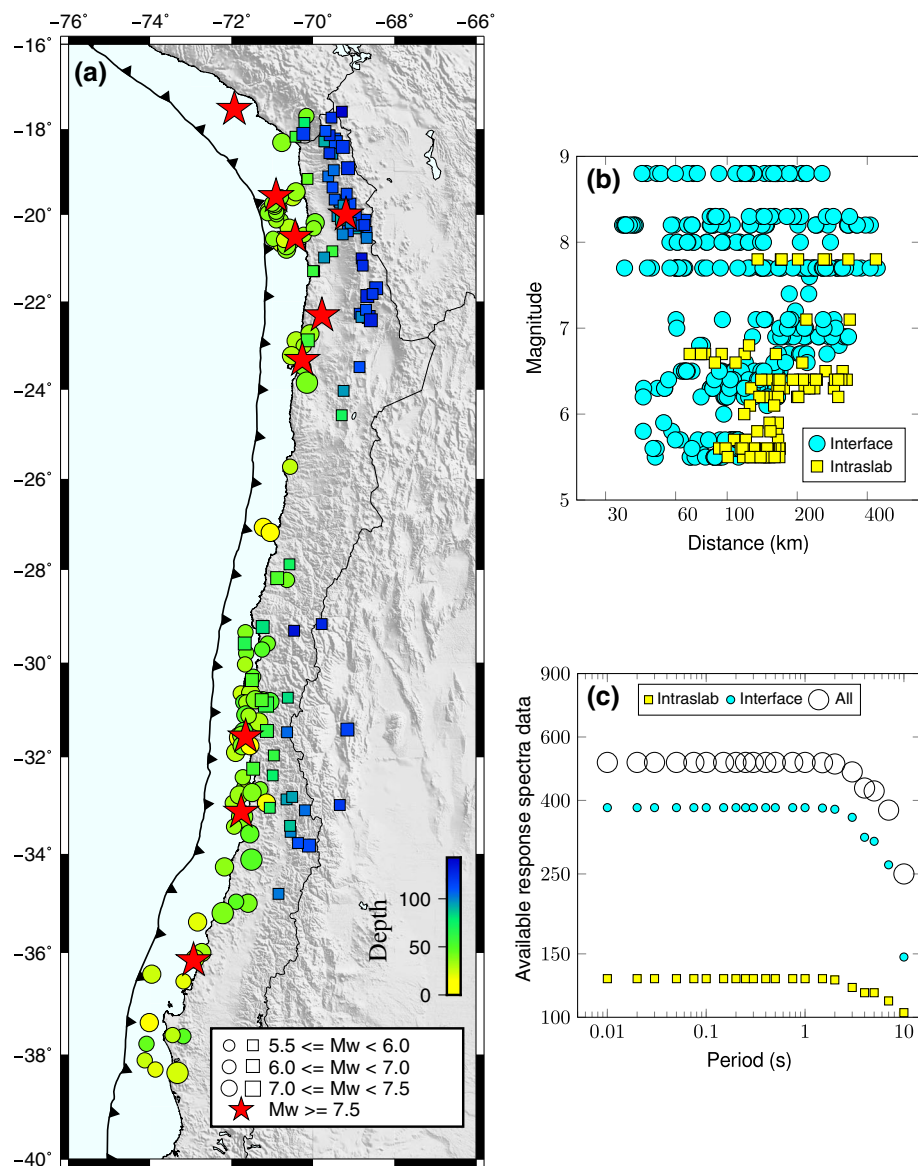 −76 −74 −72 −70 −68 −66
−16
(a)
−18
−20
−22
−24
−26
−28
−30
−32
−34
−36
−38
−40
Depth
100
50
0
5.5 <= Mw < 6.0
6.0 <= Mw < 7.0
7.0 <= Mw < 7.5
Mw >= 7.5
(b)
Magnitude
9
8
7
6
5
Interface
Intraslab
30 60 100 200 400
Distance (km)
(c)
Intraslab Interface All
Available response spectra data
900
600
400
250
150
100
0.01 0.1 1 10
Period (s)